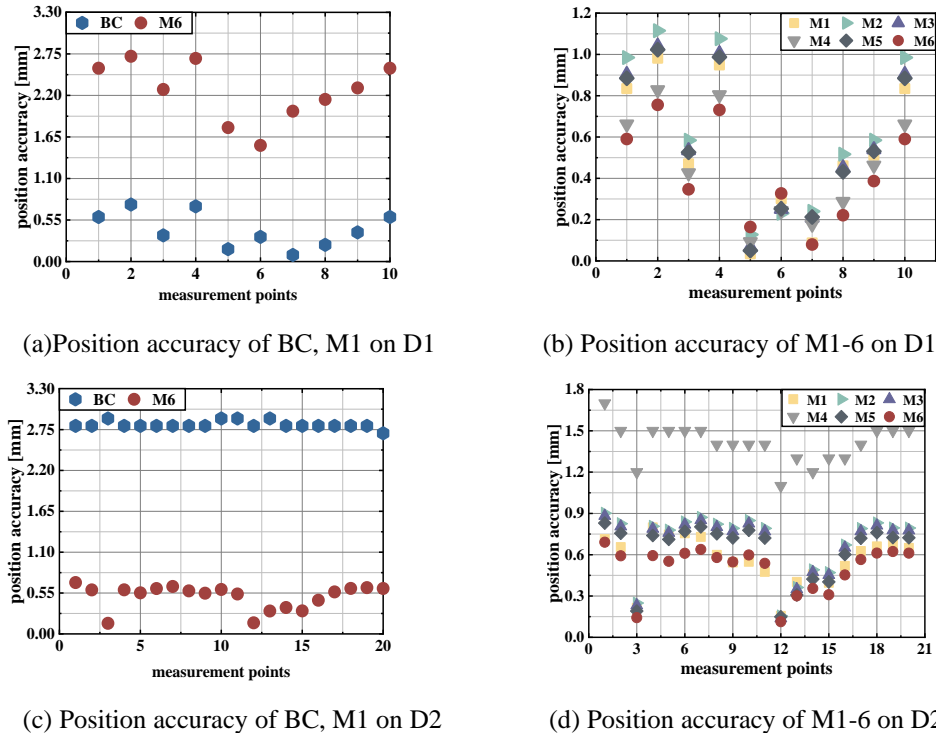 BC M6
3.30
2.75
2.20
1.65
1.10
0.55
0.00
0 2 4 6 8 10
position accuracy [mm]
measurement points
(a)Position accuracy of BC, M1 on D1
M1 M2 M3
M4 M5 M6
1.2
1.0
0.8
0.6
0.4
0.2
0.0
0 2 4 6 8 10
position accuracy [mm]
measurement points
(b) Position accuracy of M1-6 on D1
BC M6
3.30
2.75
2.20
1.65
1.10
0.55
0.00
0 5 10 15 20
position accuracy [mm]
measurement points
(c) Position accuracy of BC, M1 on D2
M1 M2 M3
M4 M5 M6
1.8
1.5
1.2
0.9
0.6
0.3
0.0
0 3 6 9 12 15 18 21
position accuracy [mm]
measurement points
(d) Position accuracy of M1-6 on D2